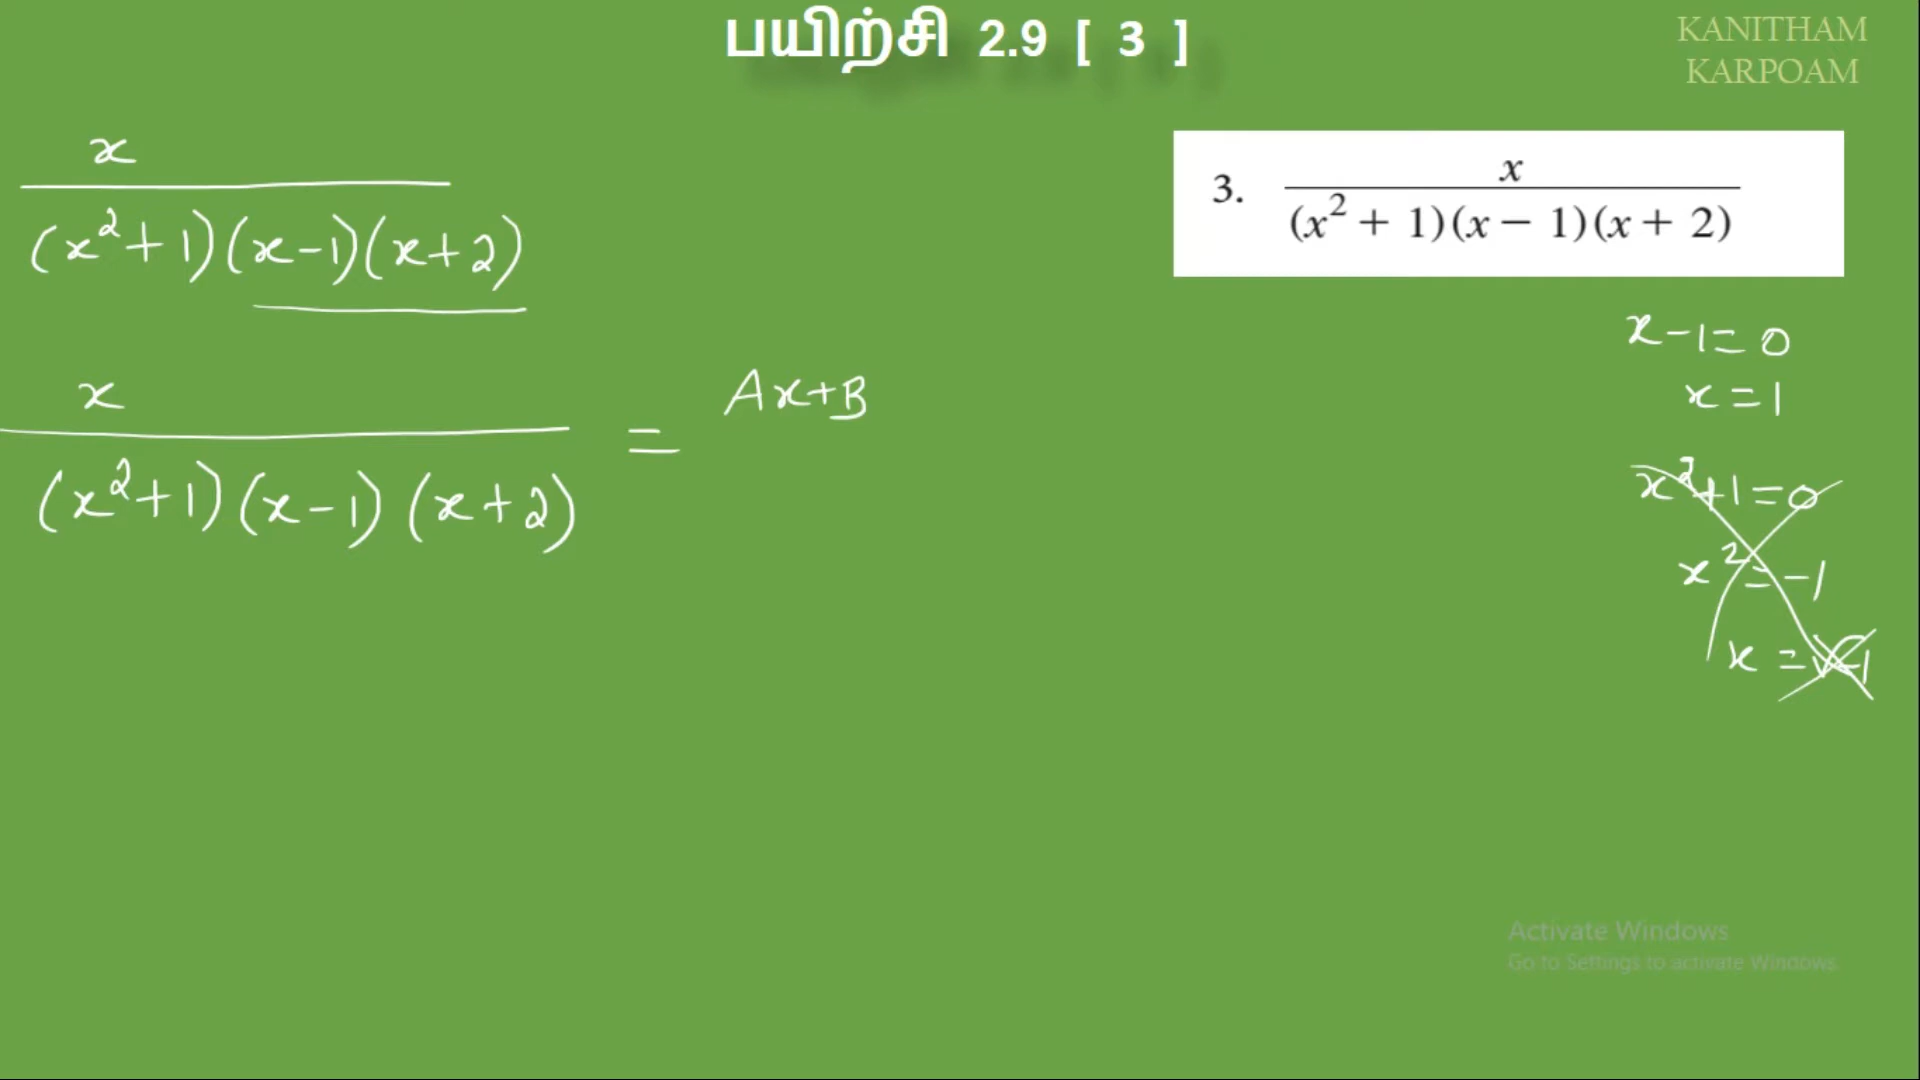 பயிற்சி 2.9 [ 3 ]
KANITHAM
KARPOAM
x
(x²+1)(x-1)(x+2)
3. x
(x² + 1)(x − 1)(x + 2)
x-1=0
x=1
x = Ax+B
(x²+1)(x-1)(x+2)
x²+1=0
x²=-1
x=√-1
Activate Windows
Go to Settings to activate Windows.